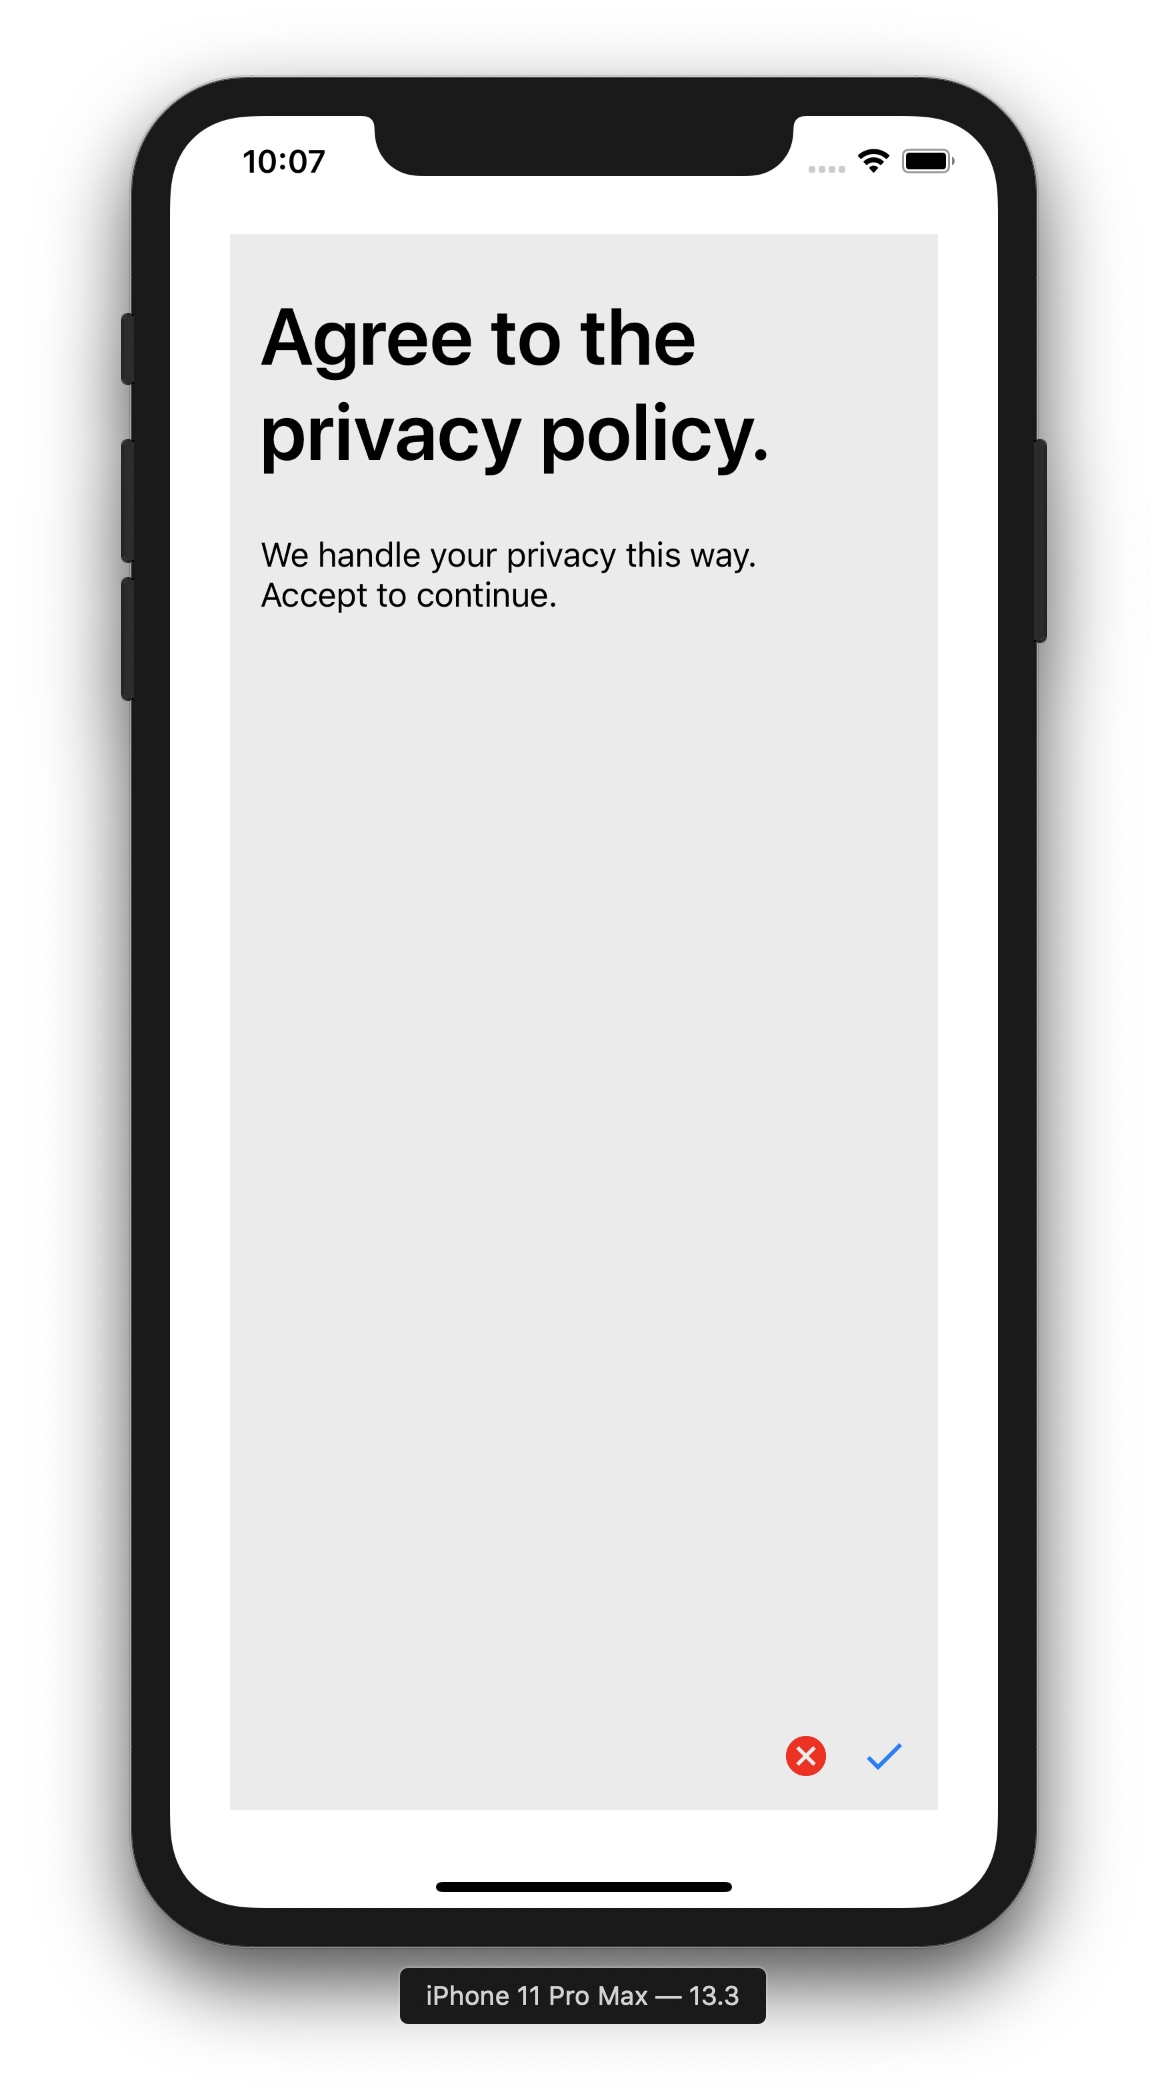 10:07
Agree to the
privacy policy.
We handle your privacy this way.
Accept to continue.
iPhone 11 Pro Max — 13.3